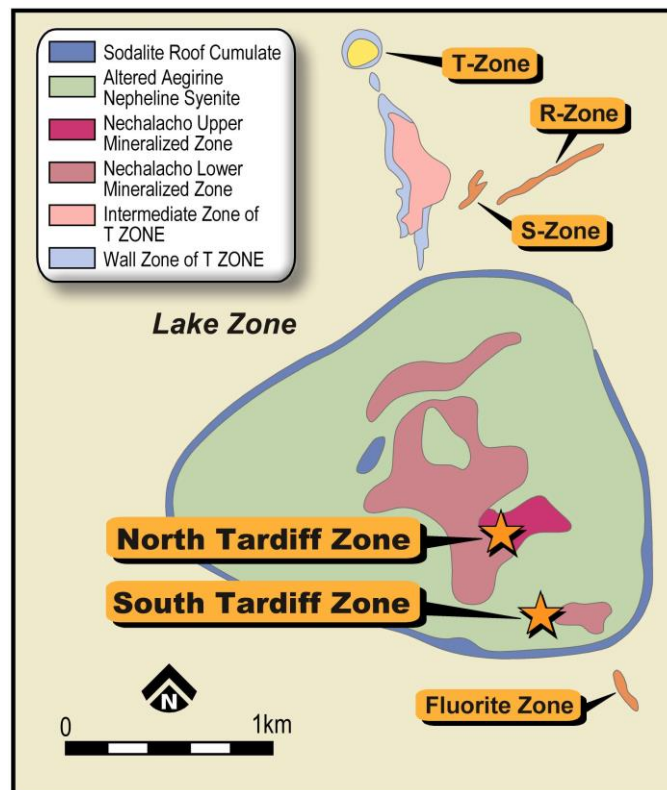 Sodalite Roof Cumulate
Altered Aegirine
Nepheline Syenite
Nechalacho Upper
Mineralized Zone
Nechalacho Lower
Mineralized Zone
Intermediate Zone of
T ZONE
Wall Zone of T ZONE
T-Zone
R-Zone
S-Zone
Lake Zone
North Tardiff Zone
South Tardiff Zone
Fluorite Zone
N
0 1km